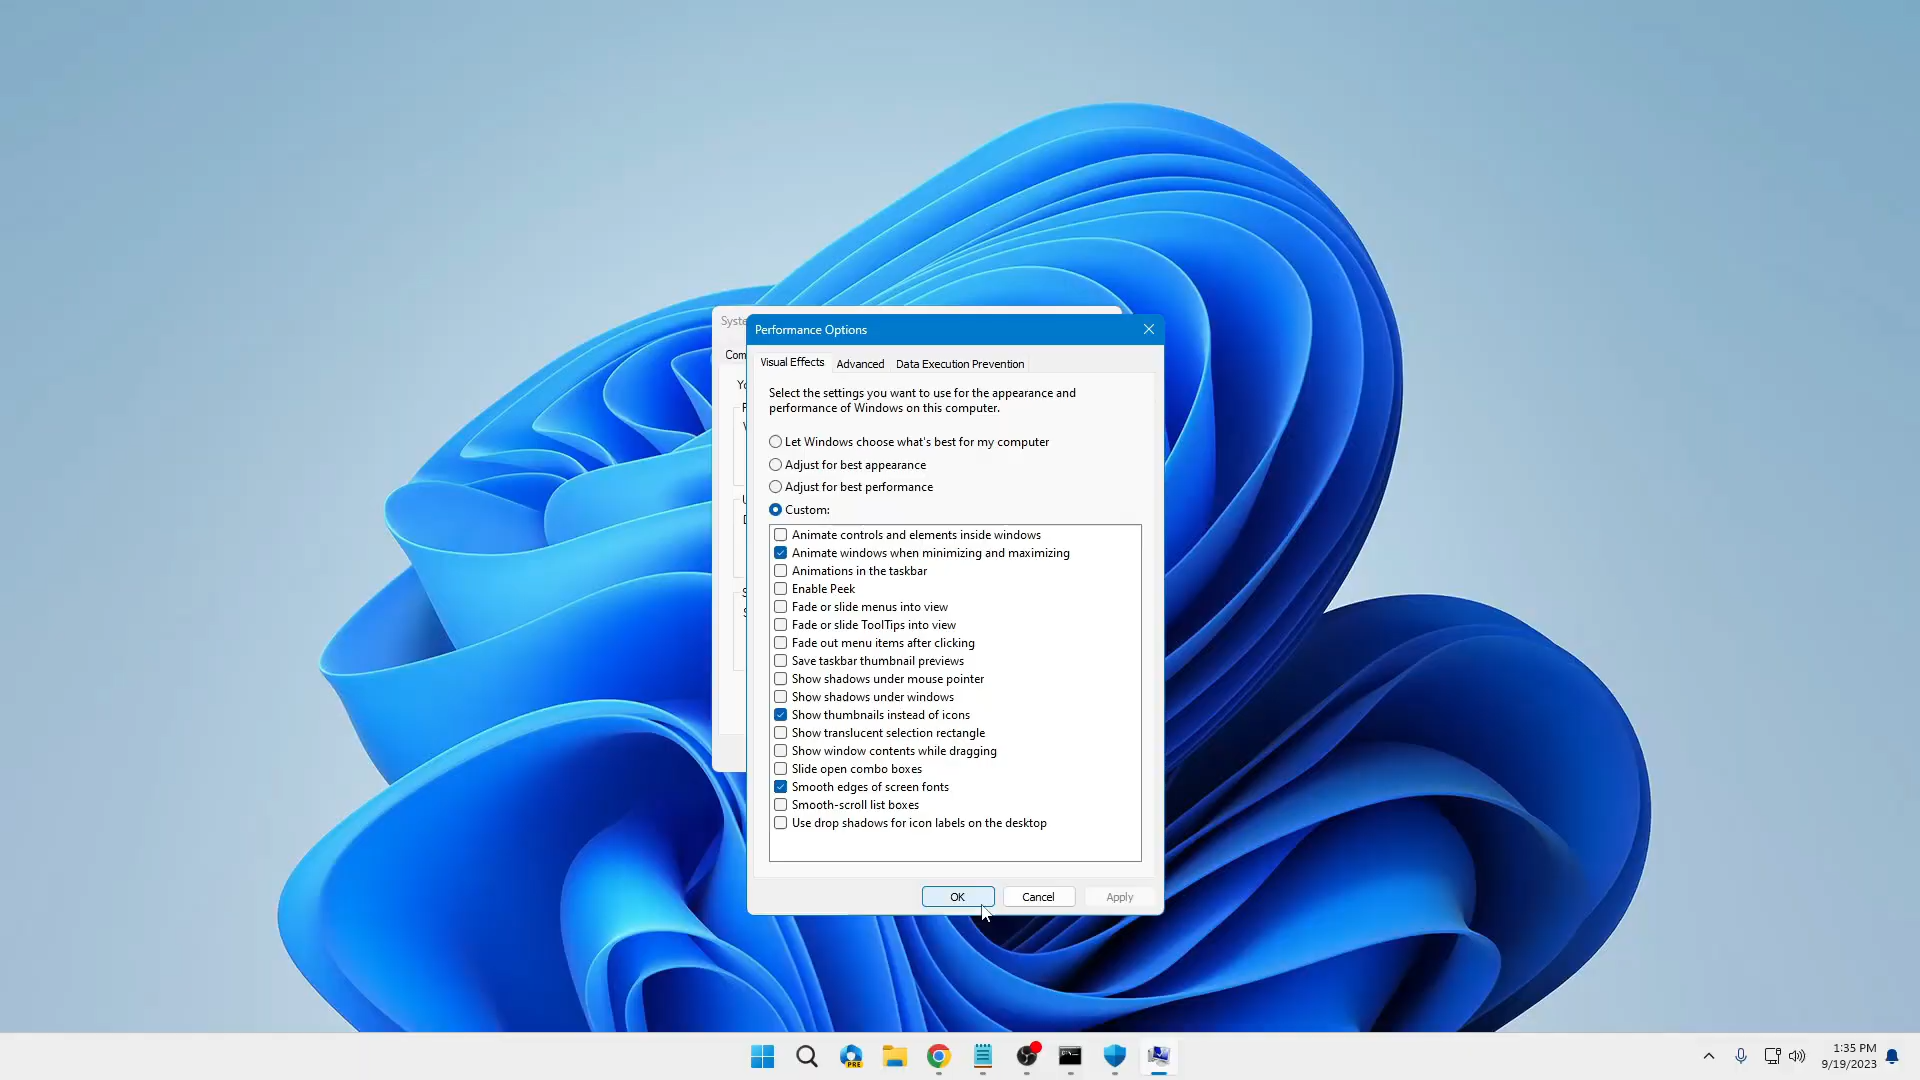 Syste
Performance Options
Com
Visual Effects
Advanced
Data Execution Prevention
Yo
Select the settings you want to use for the appearance and
performance of Windows on this computer.
Let Windows choose what's best for my computer
Adjust for best appearance
Adjust for best performance
Custom:
Animate controls and elements inside windows
Animate windows when minimizing and maximizing
Animations in the taskbar
Enable Peek
Fade or slide menus into view
Fade or slide ToolTips into view
Fade out menu items after clicking
Save taskbar thumbnail previews
Show shadows under mouse pointer
Show shadows under windows
Show thumbnails instead of icons
Show translucent selection rectangle
Show window contents while dragging
Slide open combo boxes
Smooth edges of screen fonts
Smooth-scroll list boxes
Use drop shadows for icon labels on the desktop
OK
Cancel
Apply
PRE
1:35 PM
9/19/2023